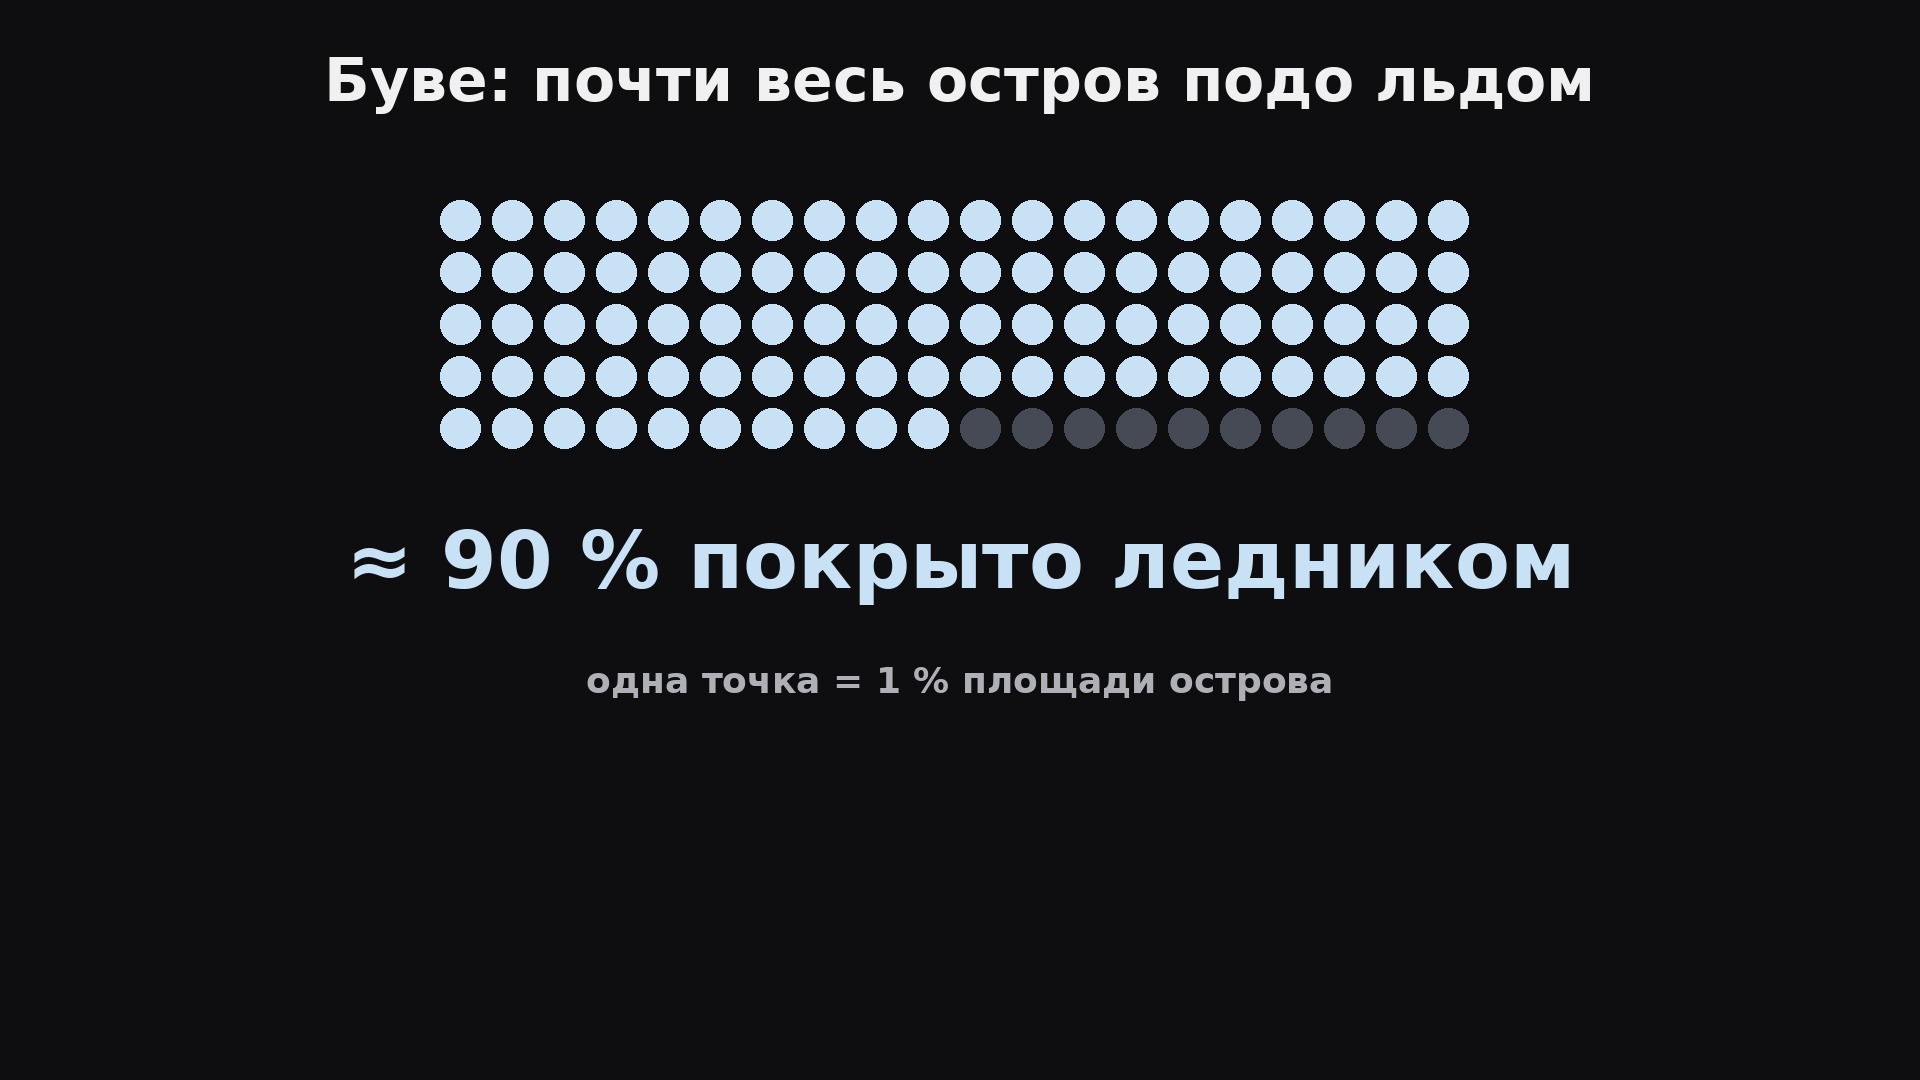 Буве: почти весь остров подо льдом
≈ 90 % покрыто ледником
одна точка = 1 % площади острова